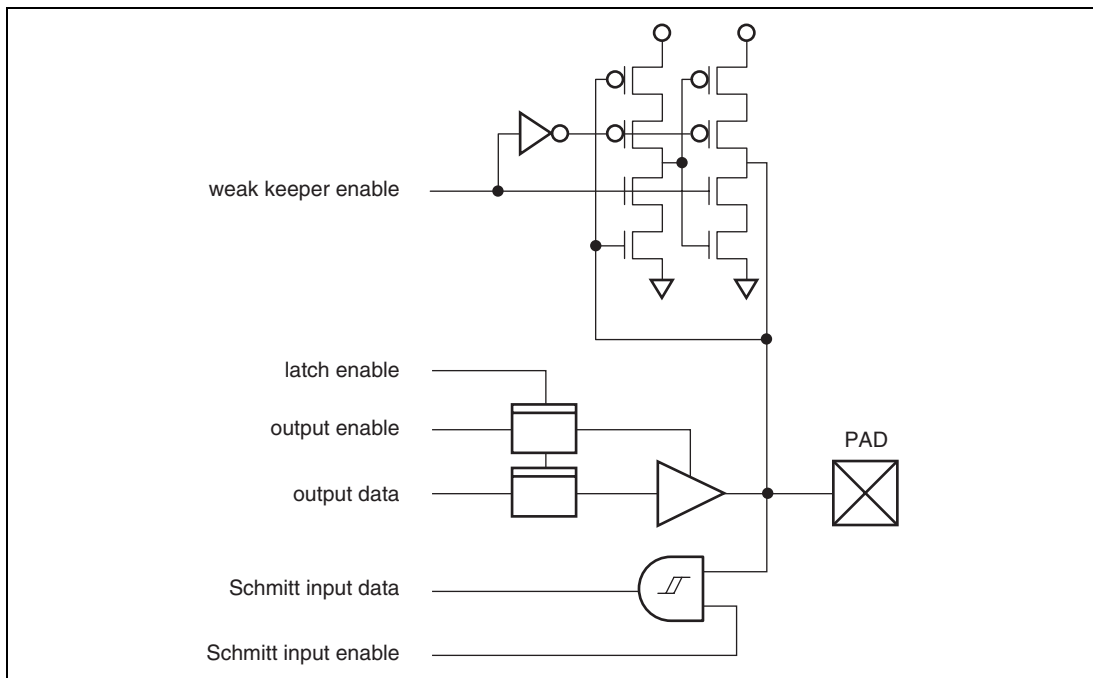 weak keeper enable
latch enable
output enable
PAD
output data
Schmitt input data
Schmitt input enable